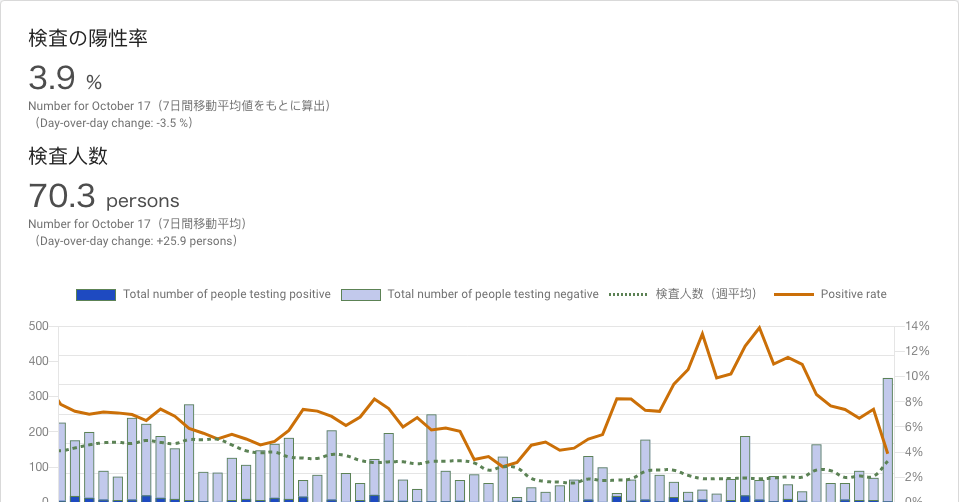 検査の陽性率
3.9 %
Number for October 17（7日間移動平均値をもとに算出）
（Day-over-day change: -3.5 %）
検査人数
70.3 persons
Number for October 17（7日間移動平均）
（Day-over-day change: +25.9 persons）
Total number of people testing positive Total number of people testing negative 検査人数（週平均） Positive rate
500 14%
12%
400
10%
300 8%
6%
200
4%
100
2%
0 0%